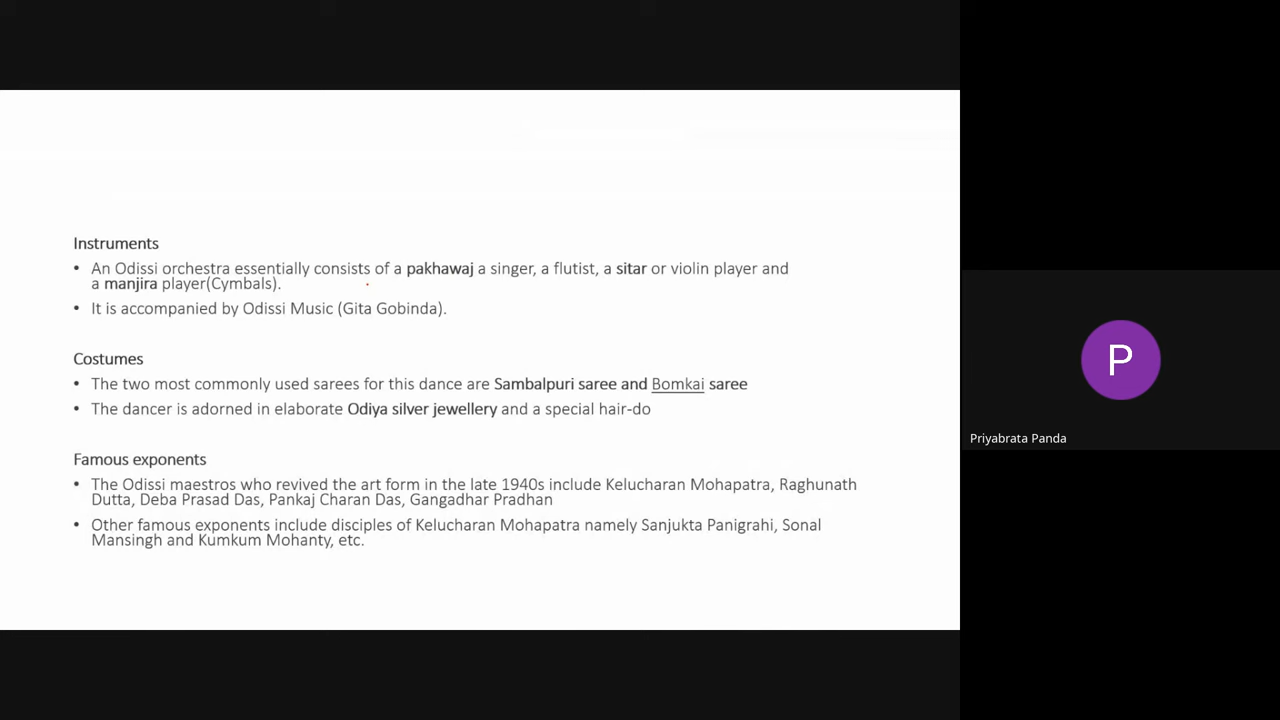 Instruments
• An Odissi orchestra essentially consists of a pakhawaj a singer, a flutist, a sitar or violin player and
a manjira player(Cymbals).
• It is accompanied by Odissi Music (Gita Gobinda).
Costumes
• The two most commonly used sarees for this dance are Sambalpuri saree and Bomkai saree
• The dancer is adorned in elaborate Odiya silver jewellery and a special hair-do
Famous exponents
• The Odissi maestros who revived the art form in the late 1940s include Kelucharan Mohapatra, Raghunath
Dutta, Deba Prasad Das, Pankaj Charan Das, Gangadhar Pradhan
• Other famous exponents include disciples of Kelucharan Mohapatra namely Sanjukta Panigrahi, Sonal
Mansingh and Kumkum Mohanty, etc.
P
Priyabrata Panda